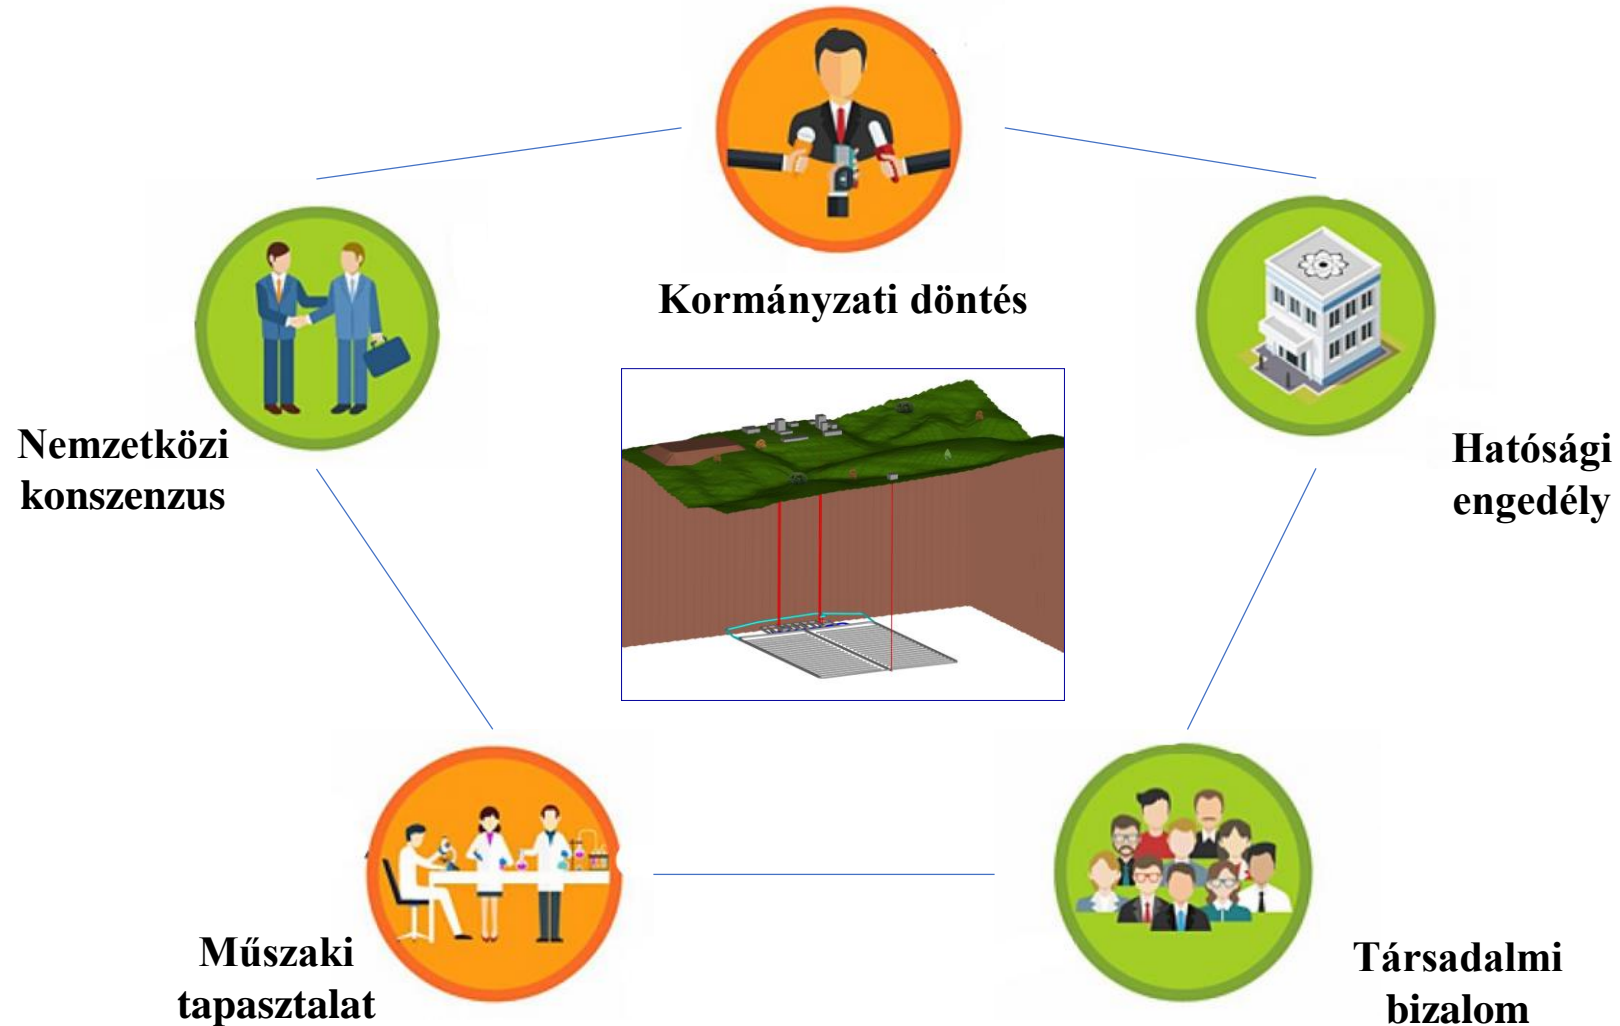 Kormányzati döntés
Nemzetközi
konszenzus
Hatósági
engedély
Műszaki
tapasztalat
Társadalmi
bizalom